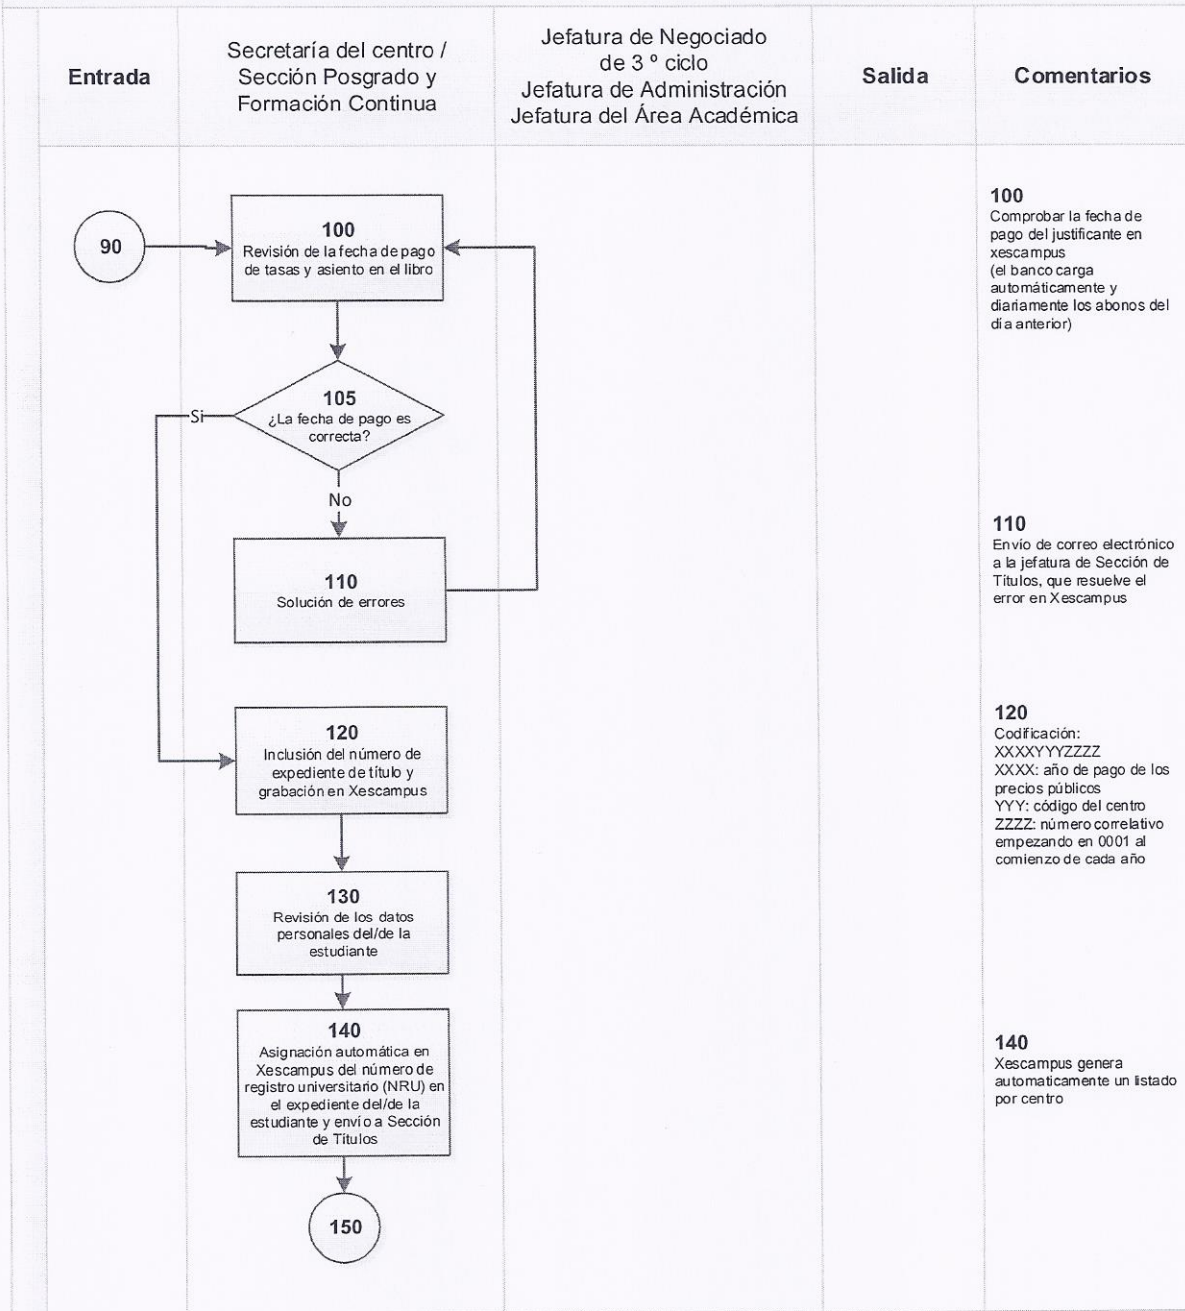 Entrada
Secretaría del centro /
Sección Posgrado y
Formación Continua
Jefatura de Negociado
de 3 º ciclo
Jefatura de Administración
Jefatura del Área Académica
Salida
Comentarios
90
100
Revisión de la fecha de pago
de tasas y asiento en el libro
100
Comprobar la fecha de
pago del justificante en
xescampus
(el banco carga
automáticamente y
diariamente los abonos del
día anterior)
105
¿La fecha de pago es
correcta?
Si
No
110
Solución de errores
110
Envío de correo electrónico
a la jefatura de Sección de
Títulos, que resuelve el
error en Xescampus
120
Inclusión del número de
expediente de título y
grabación en Xescampus
120
Codificación:
XXXXYYYZZZZ
XXXX: año de pago de los
precios públicos
YYY: código del centro
ZZZZ: número correlativo
empezando en 0001 al
comienzo de cada año
130
Revisión de los datos
personales del/de la
estudiante
140
Asignación automática en
Xescampus del número de
registro universitario (NRU) en
el expediente del/de la
estudiante y envío a Sección
de Títulos
140
Xescampus genera
automaticamente un listado
por centro
150